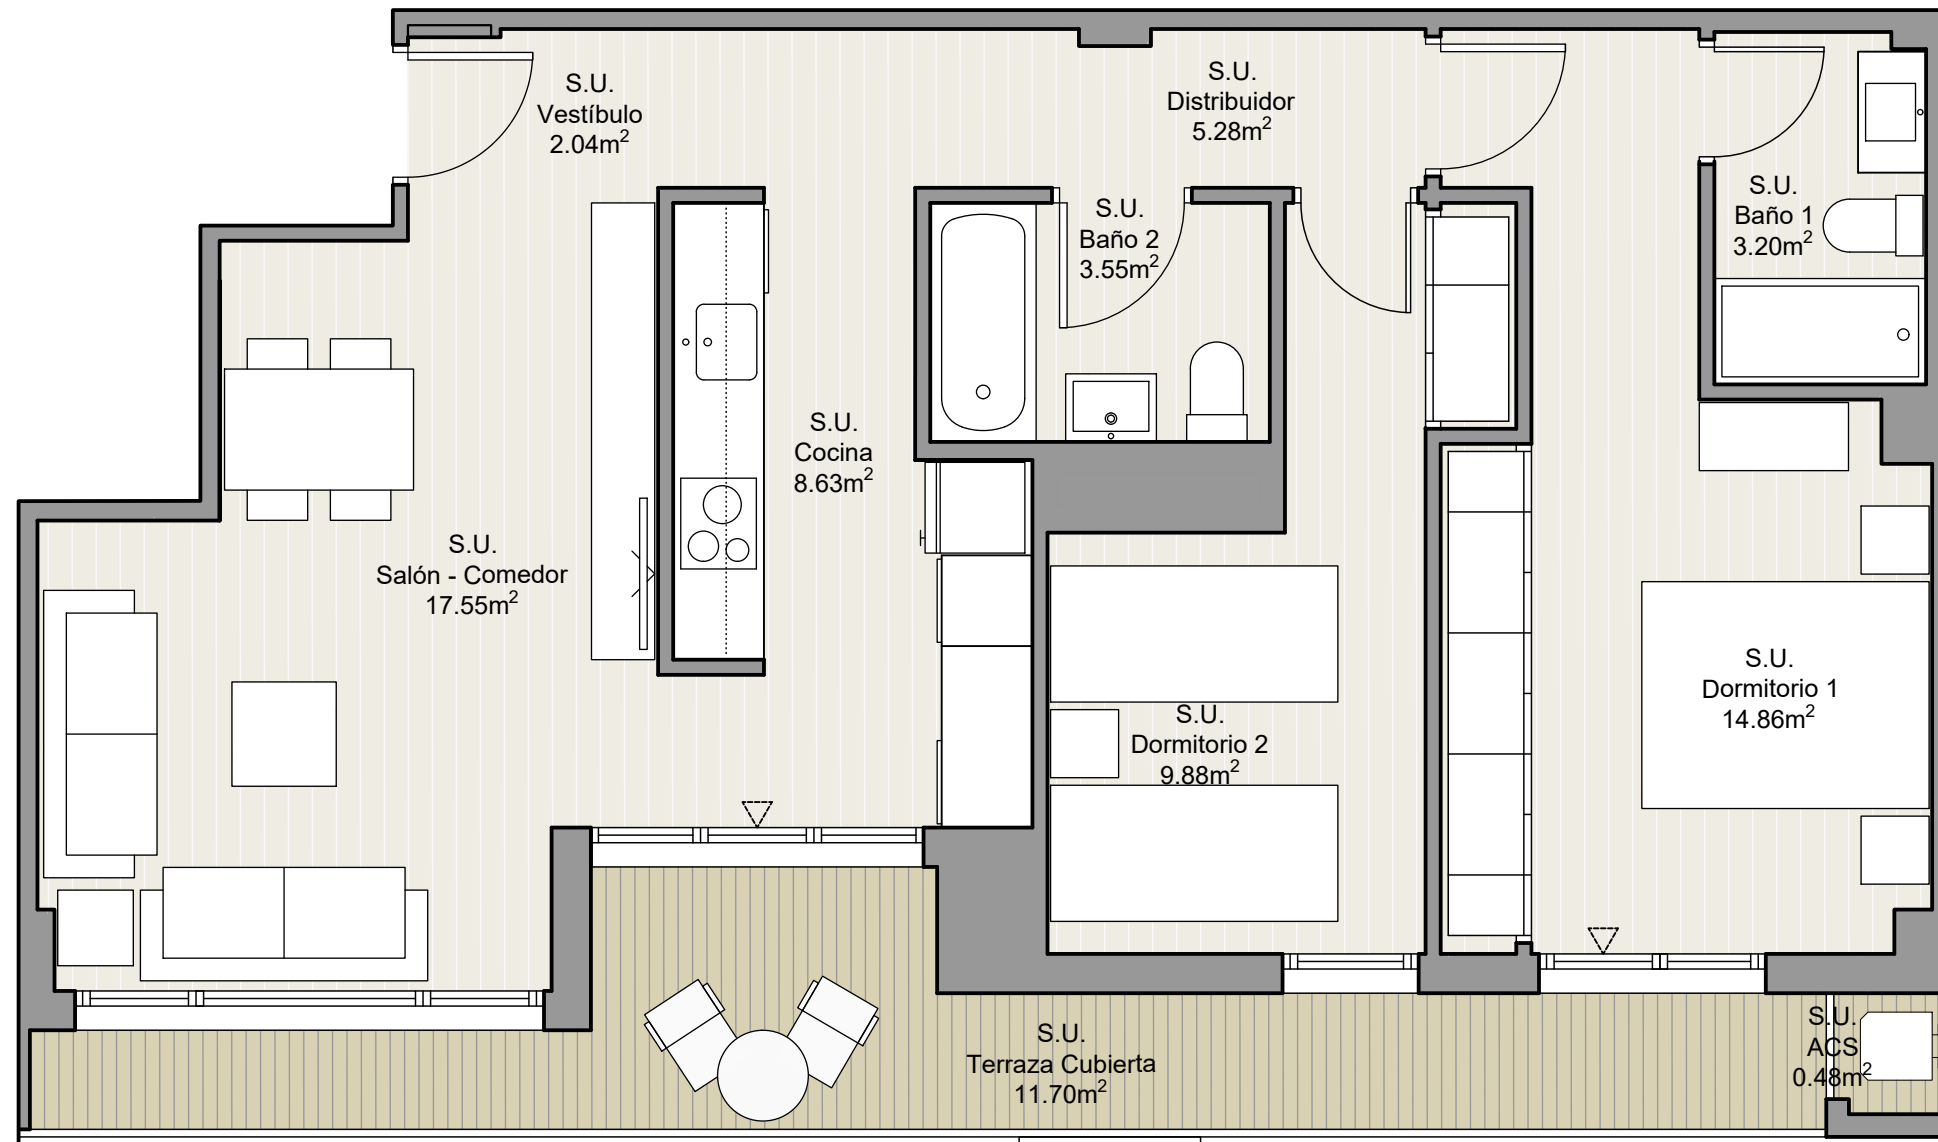 S.U.
Vestíbulo
2.04m²
S.U.
Distribuidor
5.28m²
S.U.
Baño 2
3.55m²
S.U.
Baño 1
3.20m²
S.U.
Cocina
8.63m²
S.U.
Salón - Comedor
17.55m²
S.U.
Dormitorio 2
9.88m²
S.U.
Dormitorio 1
14.86m²
S.U.
Terraza Cubierta
11.70m²
S.U.
ACS
0.48m²